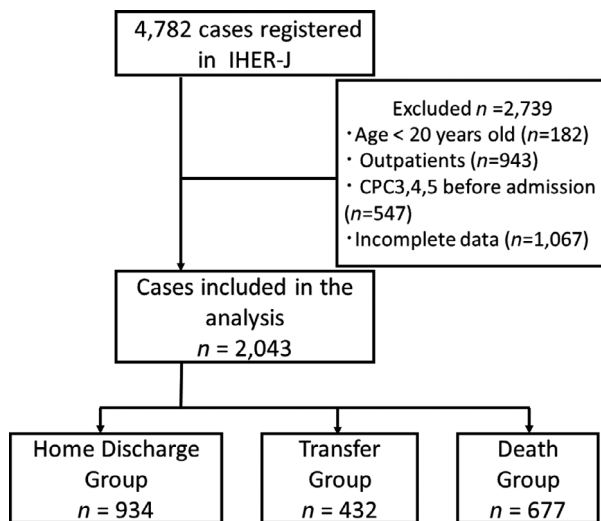 4,782 cases registered
in IHER-J
Excluded n =2,739
・Age < 20 years old (n=182)
・Outpatients (n=943)
・CPC3,4,5 before admission
(n=547)
・Incomplete data (n=1,067)
Cases included in the
analysis
n = 2,043
Home Discharge
Group
n = 934
Transfer
Group
n = 432
Death
Group
n = 677